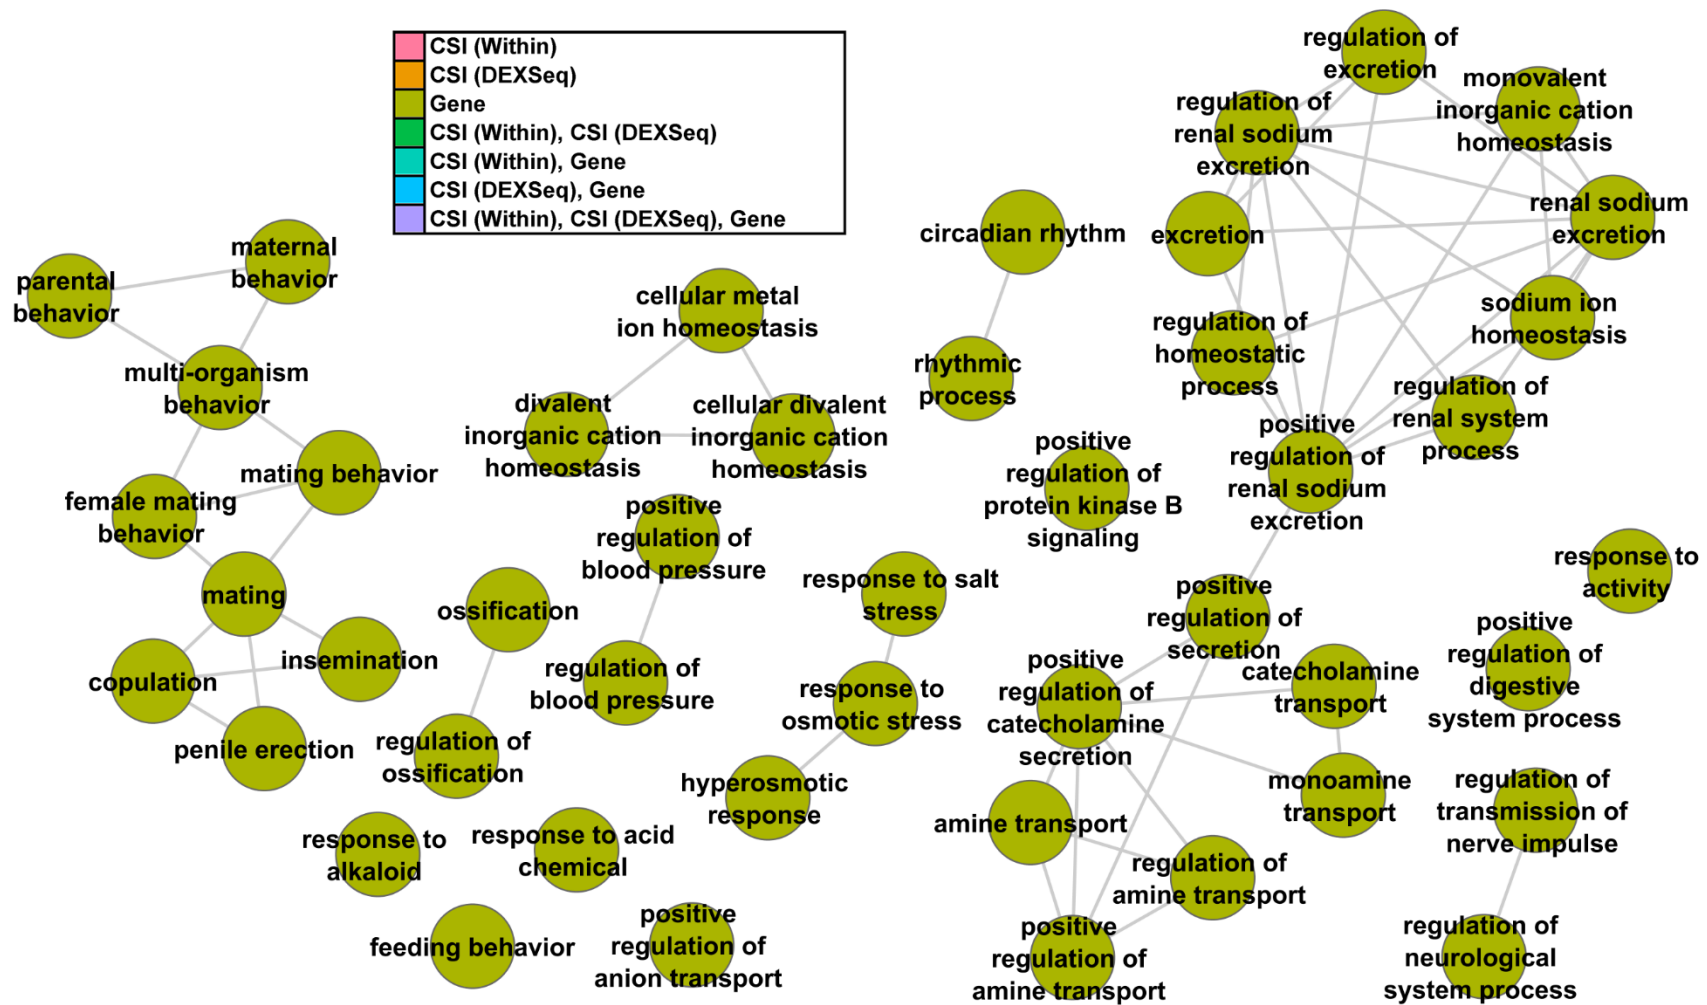 CSI (Within)
CSI (DEXSeq)
Gene
CSI (Within), CSI (DEXSeq)
CSI (Within), Gene
CSI (DEXSeq), Gene
CSI (Within), CSI (DEXSeq), Gene
regulation of
excretion
monovalent
inorganic cation
homeostasis
regulation of
renal sodium
excretion
renal sodium
excretion
circadian rhythm
excretion
maternal
behavior
parental
behavior
cellular metal
ion homeostasis
sodium ion
homeostasis
regulation of
homeostatic
process
rhythmic
process
multi-organism
behavior
divalent
inorganic cation
homeostasis
cellular divalent
inorganic cation
homeostasis
regulation of
renal system
process
positive
regulation of
renal sodium
excretion
positive
regulation of
protein kinase B
signaling
mating behavior
female mating
behavior
positive
regulation of
blood pressure
response to
activity
response to salt
stress
mating
ossification
positive
regulation of
secretion
positive
regulation of
digestive
system process
insemination
copulation
regulation of
blood pressure
response to
osmotic stress
positive
regulation of
catecholamine
secretion
catecholamine
transport
penile erection
regulation of
ossification
hyperosmotic
response
monoamine
transport
regulation of
transmission of
nerve impulse
amine transport
response to
alkaloid
response to acid
chemical
regulation of
amine transport
feeding behavior
positive
regulation of
anion transport
positive
regulation of
amine transport
regulation of
neurological
system process